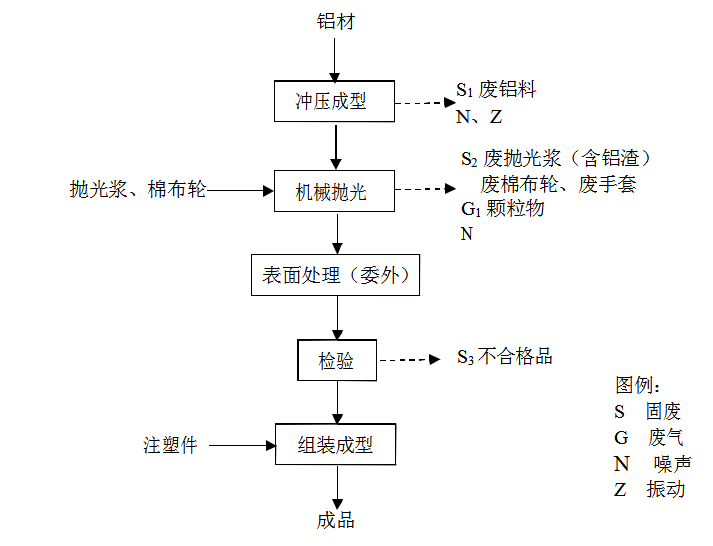 铝材
冲压成型
S1 废铝料
N、Z
S2 废抛光浆（含铝渣）
废棉布轮、废手套
抛光浆、棉布轮
机械抛光
G1 颗粒物
N
表面处理（委外）
检验
S3 不合格品
图例：
S 固废
G 废气
N 噪声
Z 振动
注塑件
组装成型
成品